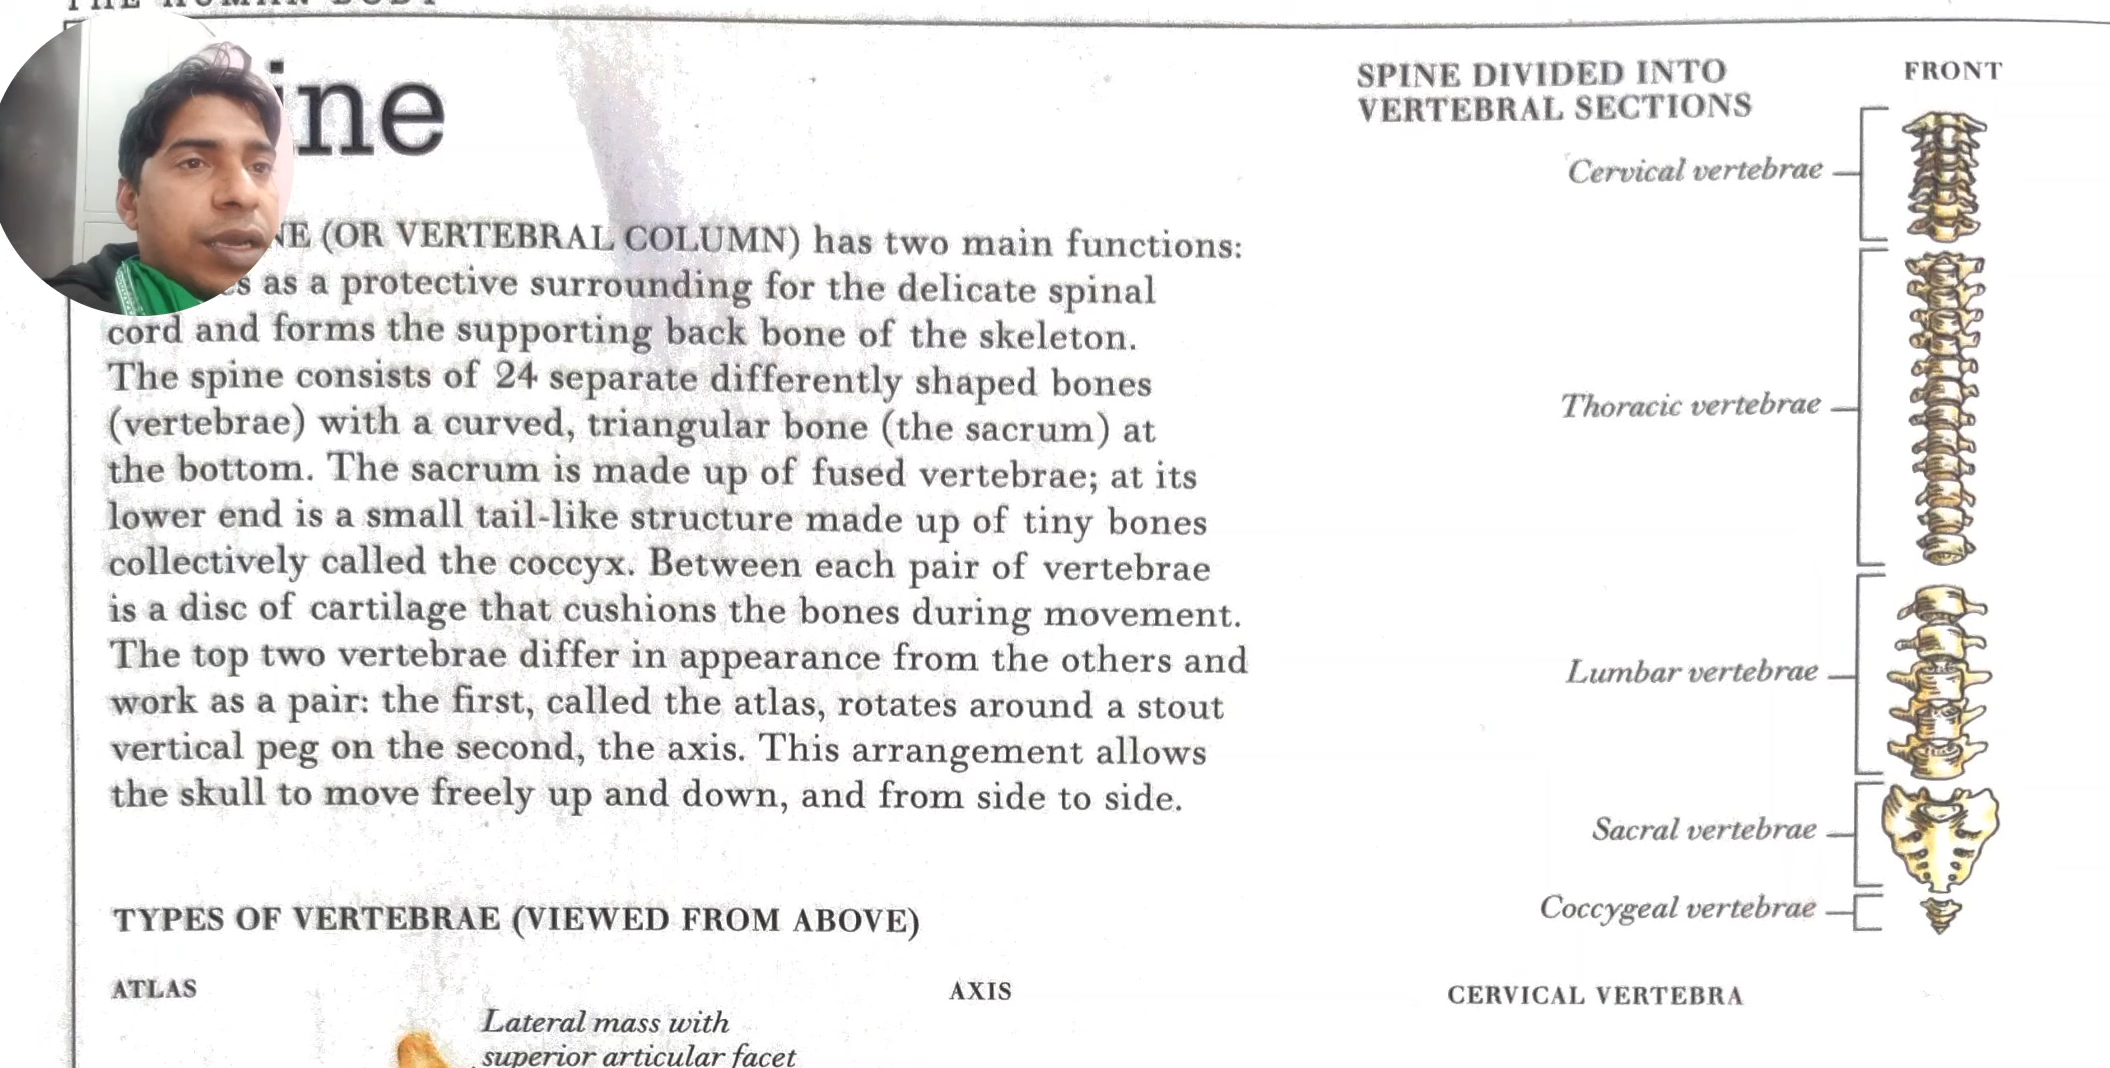 THE HUMAN BODY
ine
SPINE DIVIDED INTO
VERTEBRAL SECTIONS
FRONT
NE (OR VERTEBRAL COLUMN) has two main functions:
s as a protective surrounding for the delicate spinal
cord and forms the supporting back bone of the skeleton.
The spine consists of 24 separate differently shaped bones
(vertebrae) with a curved, triangular bone (the sacrum) at
the bottom. The sacrum is made up of fused vertebrae; at its
lower end is a small tail-like structure made up of tiny bones
collectively called the coccyx. Between each pair of vertebrae
is a disc of cartilage that cushions the bones during movement.
The top two vertebrae differ in appearance from the others and
work as a pair: the first, called the atlas, rotates around a stout
vertical peg on the second, the axis. This arrangement allows
the skull to move freely up and down, and from side to side.
Cervical vertebrae
Thoracic vertebrae
Lumbar vertebrae
Sacral vertebrae
Coccygeal vertebrae
TYPES OF VERTEBRAE (VIEWED FROM ABOVE)
ATLAS
Lateral mass with
superior articular facet
AXIS
CERVICAL VERTEBRA